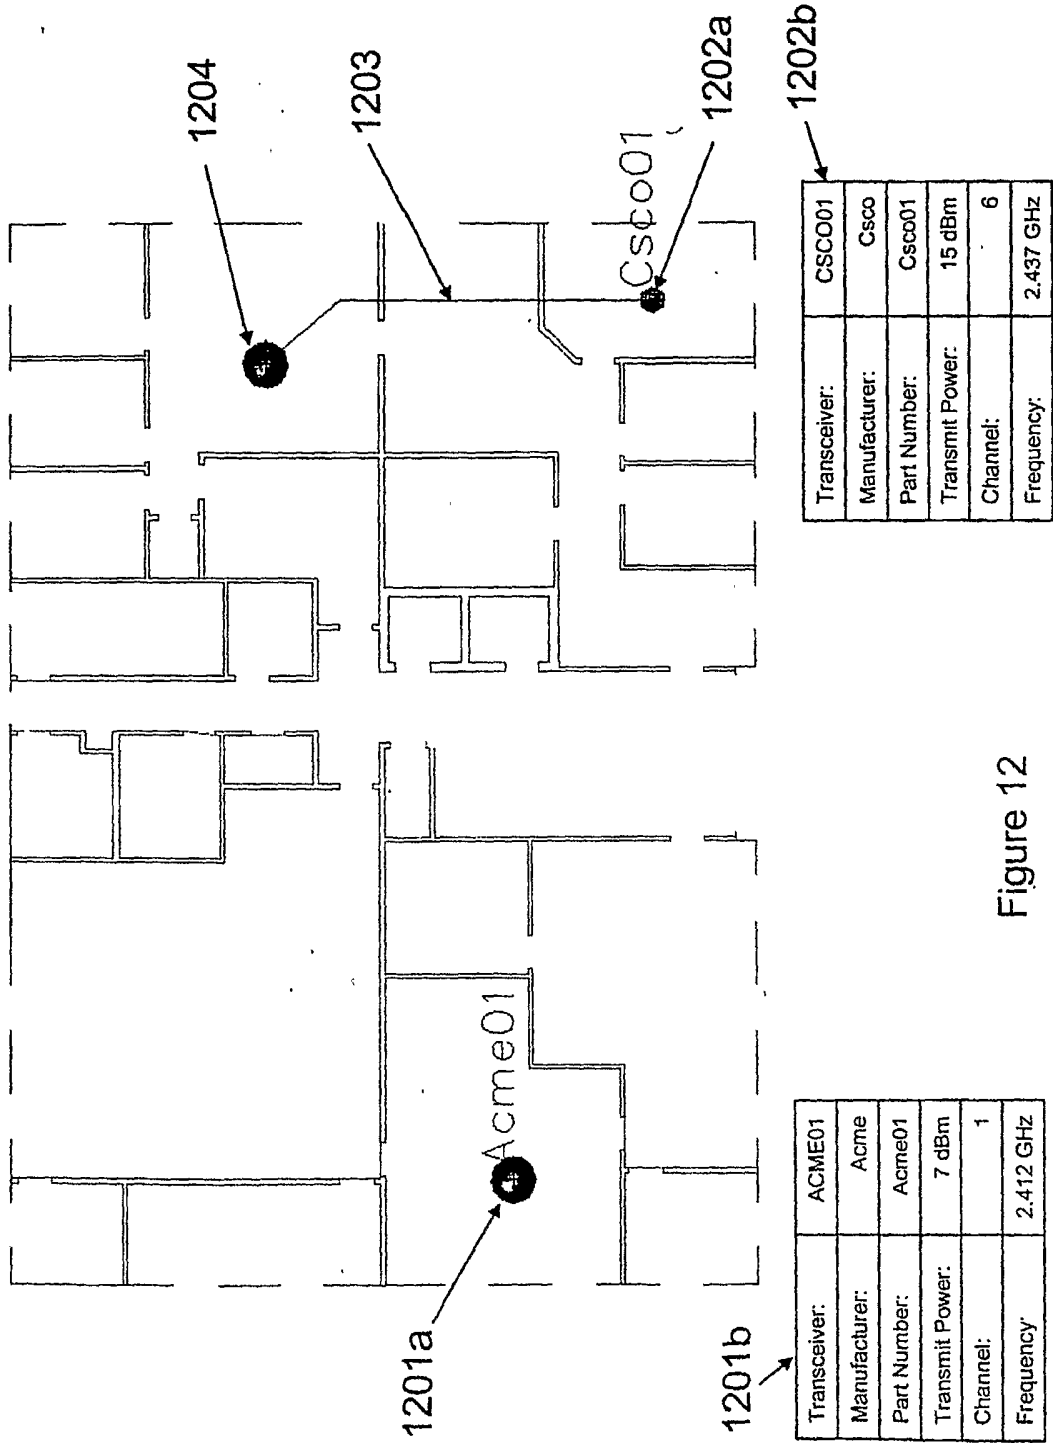 1204
1203
1202a
1202b
Csco01
Transceiver: CSCO01
Manufacturer: Csco
Part Number: Csco01
Transmit Power: 15 dBm
Channel: 6
Frequency: 2.437 GHz
Acme01
1201a
1201b
Transceiver: ACME01
Manufacturer: Acme
Part Number: Acme01
Transmit Power: 7 dBm
Channel: 1
Frequency: 2.412 GHz
Figure 12